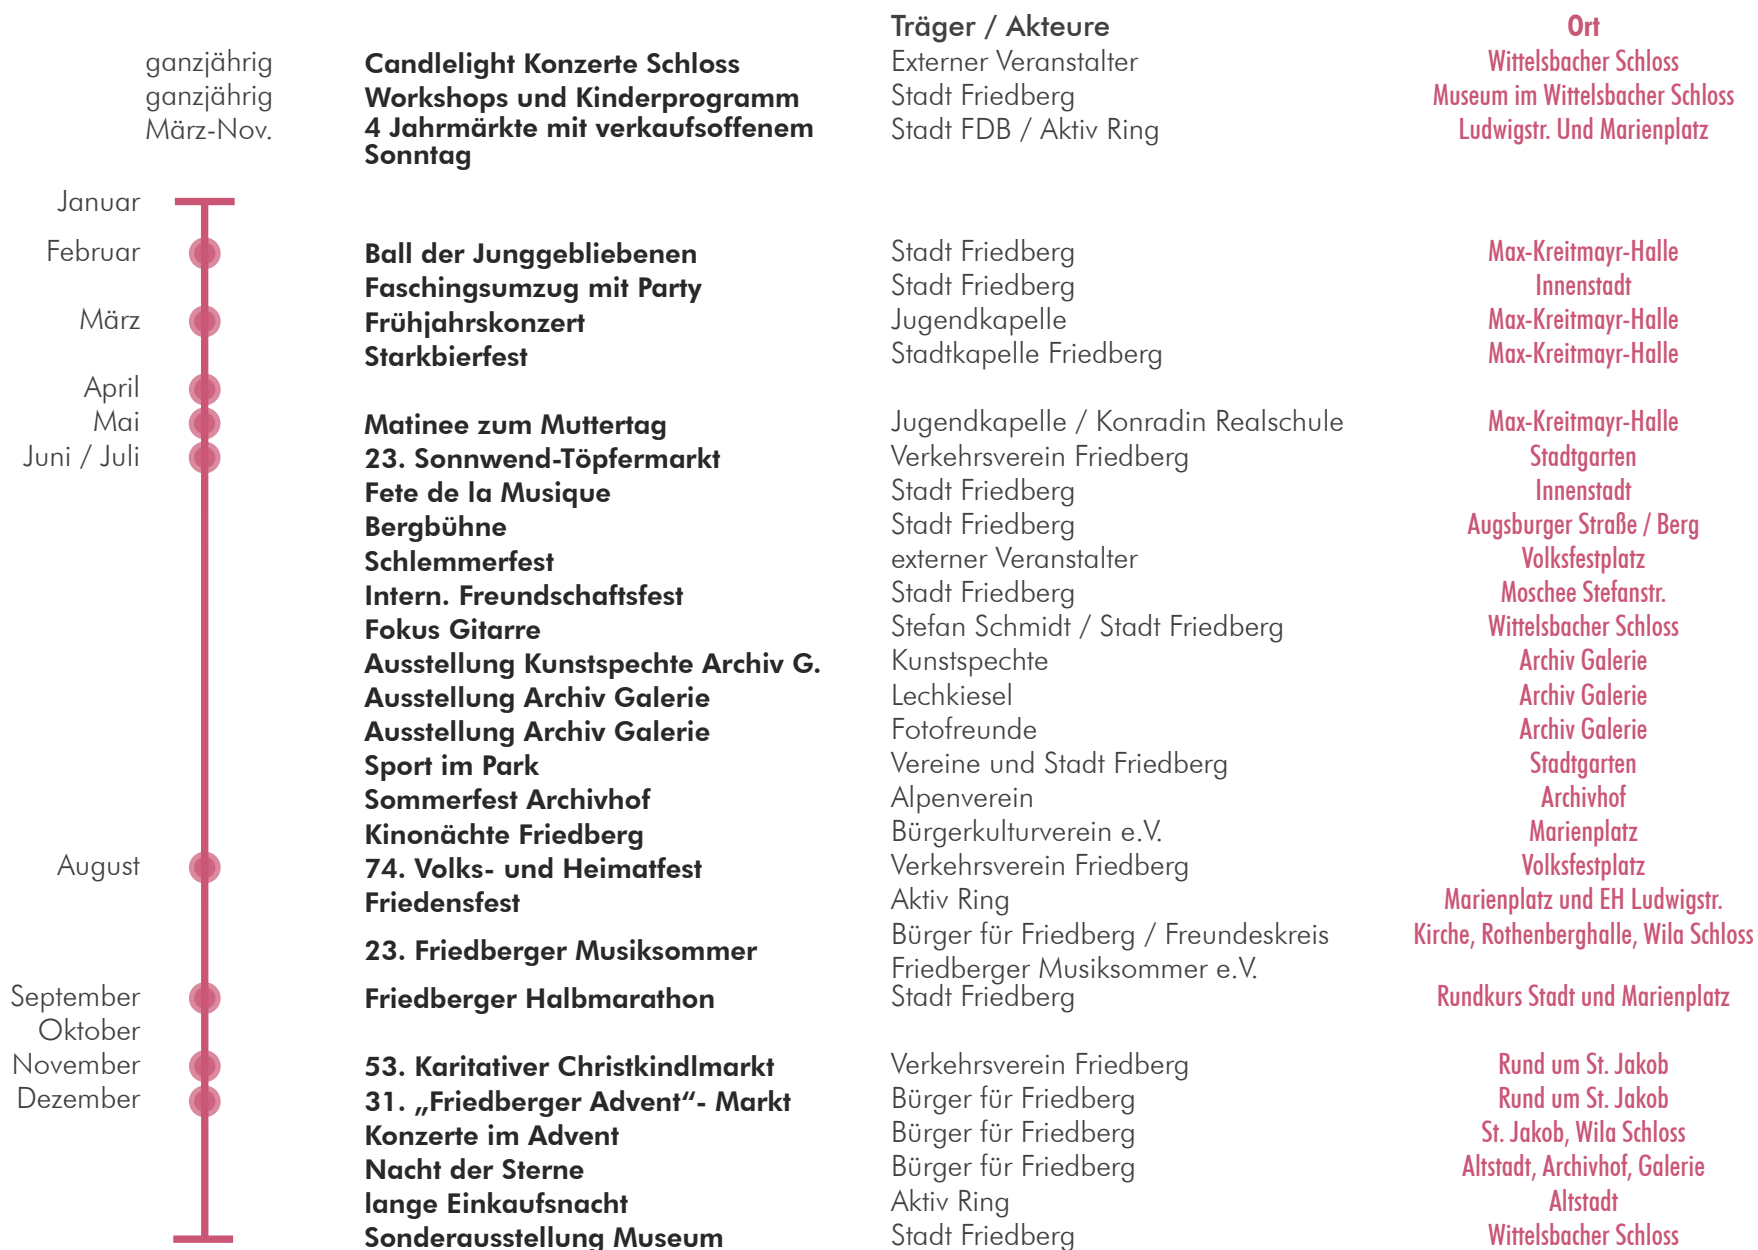 Träger / Akteure Ort
ganzjährig Candlelight Konzerte Schloss Externer Veranstalter Wittelsbacher Schloss
ganzjährig Workshops und Kinderprogramm Stadt Friedberg Museum im Wittelsbacher Schloss
März-Nov. 4 Jahrmärkte mit verkaufsoffenem Stadt FDB / Aktiv Ring Ludwigstr. Und Marienplatz
Sonntag
Januar
Februar Ball der Junggebliebenen Stadt Friedberg Max-Kreitmayr-Halle
Faschingsumzug mit Party Stadt Friedberg Innenstadt
März Frühjahrskonzert Jugendkapelle Max-Kreitmayr-Halle
Starkbierfest Stadtkapelle Friedberg Max-Kreitmayr-Halle
April
Mai Matinee zum Muttertag Jugendkapelle / Konradin Realschule Max-Kreitmayr-Halle
Juni / Juli 23. Sonnwend-Töpfermarkt Verkehrsverein Friedberg Stadtgarten
Fete de la Musique Stadt Friedberg Innenstadt
Bergbühne Stadt Friedberg Augsburger Straße / Berg
Schlemmerfest externer Veranstalter Volksfestplatz
Intern. Freundschaftsfest Stadt Friedberg Moschee Stefanstr.
Fokus Gitarre Stefan Schmidt / Stadt Friedberg Wittelsbacher Schloss
Ausstellung Kunstspechte Archiv G. Kunstspechte Archiv Galerie
Ausstellung Archiv Galerie Lechkiesel Archiv Galerie
Ausstellung Archiv Galerie Fotofreunde Archiv Galerie
Sport im Park Vereine und Stadt Friedberg Stadtgarten
Sommerfest Archivhof Alpenverein Archivhof
Kinonächte Friedberg Bürgerkulturverein e.V. Marienplatz
August 74. Volks- und Heimatfest Verkehrsverein Friedberg Volksfestplatz
Friedensfest Aktiv Ring Marienplatz und EH Ludwigstr.
23. Friedberger Musiksommer Bürger für Friedberg / Freundeskreis Kirche, Rothenberghalle, Wila Schloss
Friedberger Musiksommer e.V.
September Friedberger Halbmarathon Stadt Friedberg Rundkurs Stadt und Marienplatz
Oktober
November 53. Karitativer Christkindlmarkt Verkehrsverein Friedberg Rund um St. Jakob
Dezember 31. „Friedberger Advent“- Markt Bürger für Friedberg Rund um St. Jakob
Konzerte im Advent Bürger für Friedberg St. Jakob, Wila Schloss
Nacht der Sterne Bürger für Friedberg Altstadt, Archivhof, Galerie
lange Einkaufsnacht Aktiv Ring Altstadt
Sonderausstellung Museum Stadt Friedberg Wittelsbacher Schloss